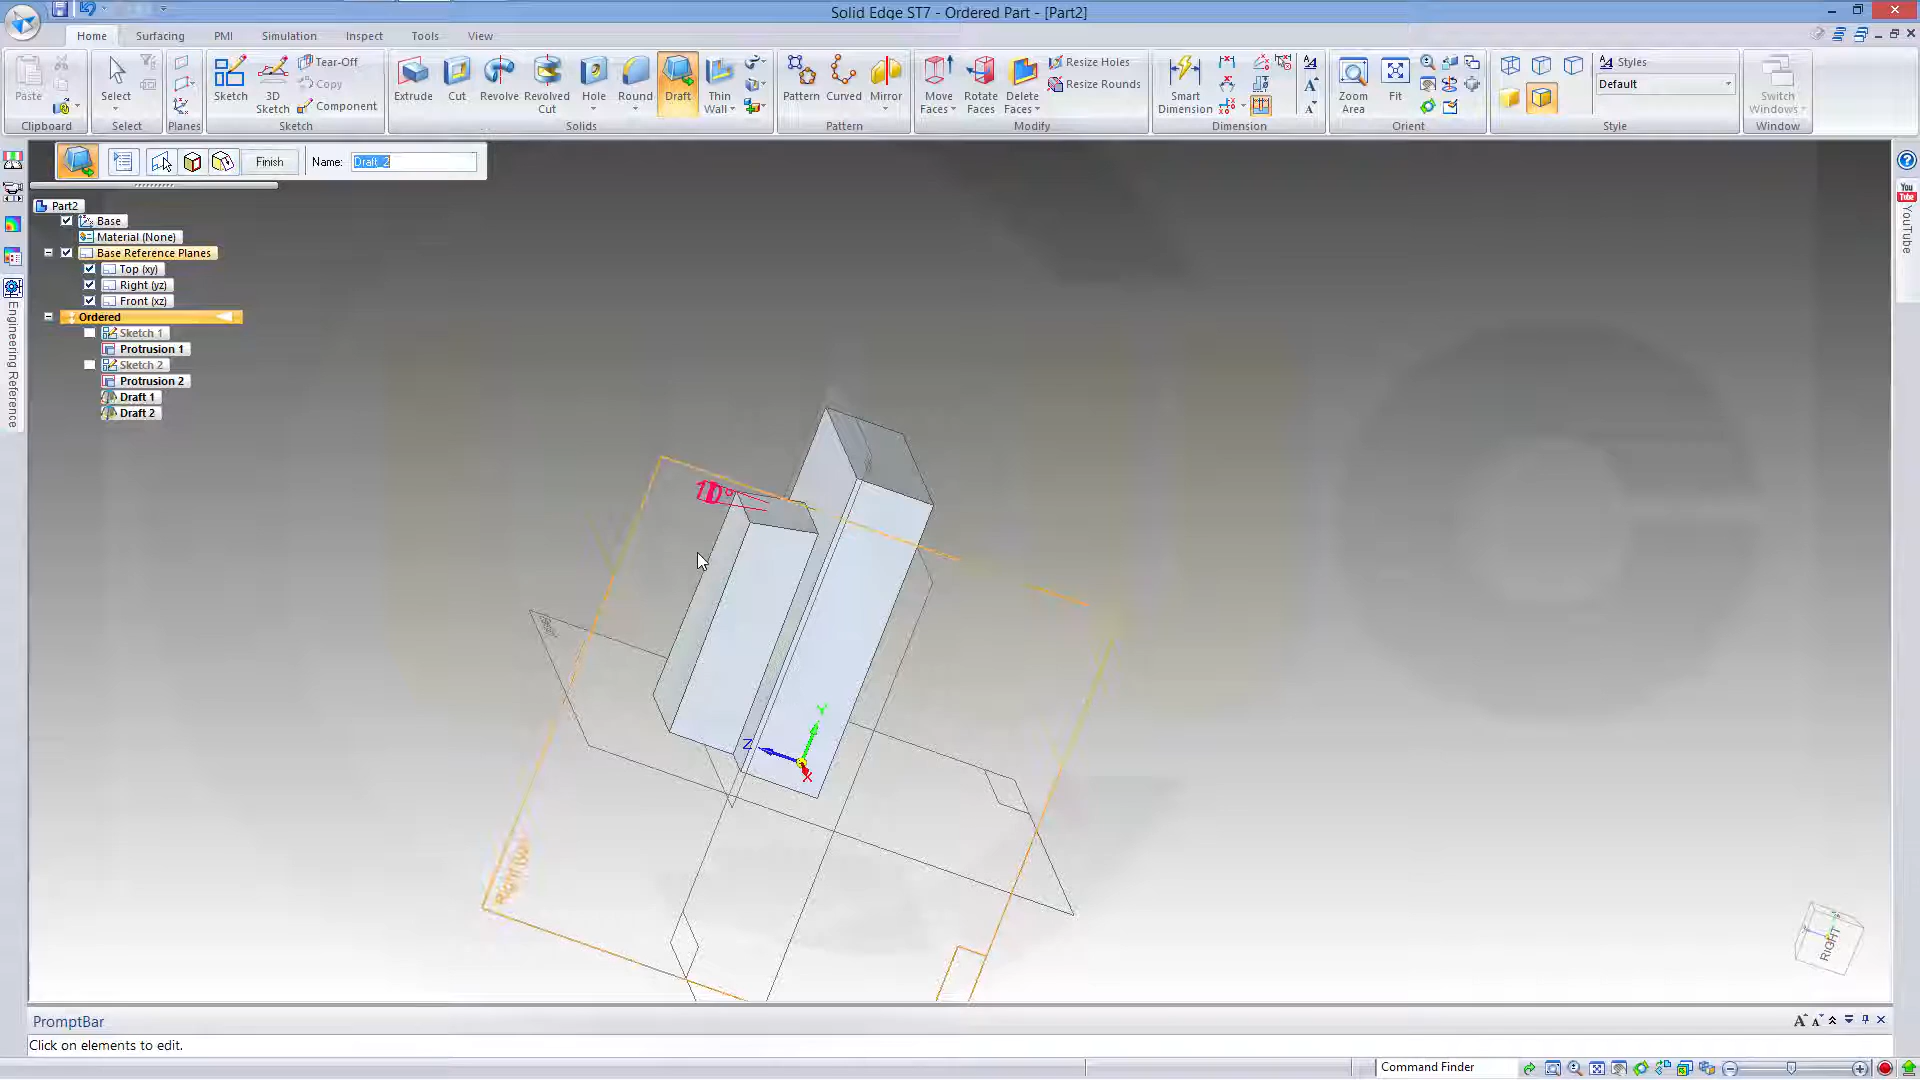 Solid Edge ST7 - Ordered Part - [Part2]
Home Surfacing PMI Simulation Inspect Tools View
Paste Select Sketch 3D Sketch Tear-Off Copy Component Extrude Cut Revolve Revolved Cut Hole Round Draft Thin Wall Pattern Curved Mirror Move Faces Rotate Faces Delete Faces Resize Holes Resize Rounds Smart Dimension Zoom Area Fit Styles Default Switch Windows
Clipboard Select Planes Sketch Solids Pattern Modify Dimension Orient Style Window
Finish Name: Draft_2
Part2
Base
Material (None)
Base Reference Planes
Top (xy)
Right (yz)
Front (xz)
Ordered
Sketch 1
Protrusion 1
Sketch 2
Protrusion 2
Draft 1
Draft 2
Engineering Reference
You Tube
YouTube
Z
Y
X
RIGHT
PromptBar
Click on elements to edit.
Command Finder